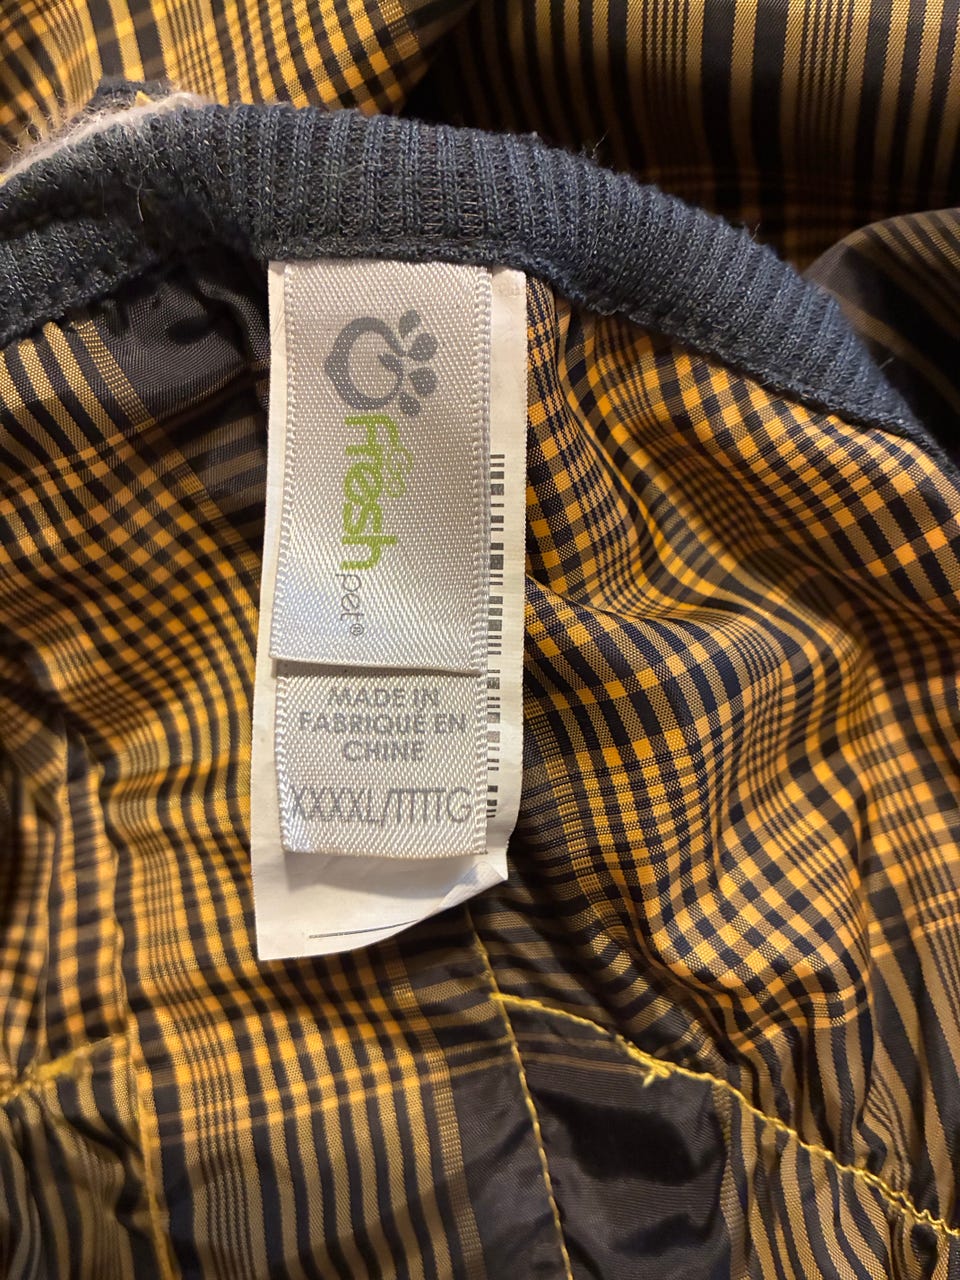 Fresh
pet®
MADE IN
FABRIQUÉ EN
CHINE
XXXXL/TTTTG